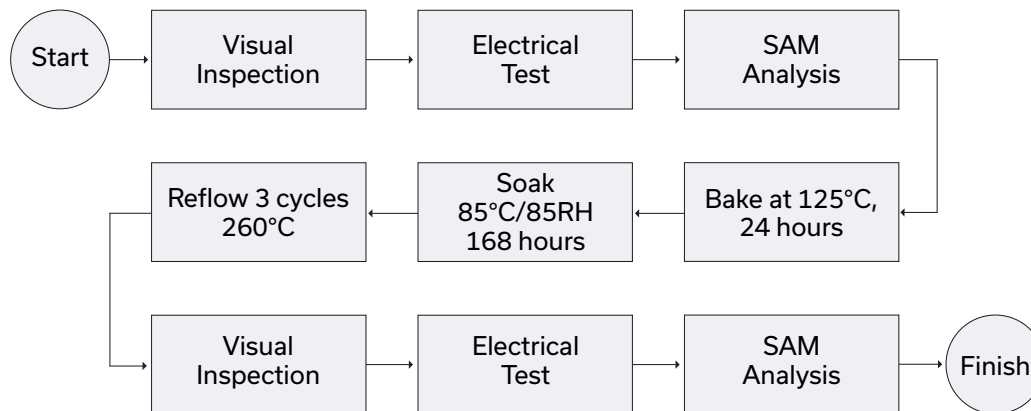 Start
Visual
Inspection
Electrical
Test
SAM
Analysis
Bake at 125°C,
24 hours
Soak
85°C/85RH
168 hours
Reflow 3 cycles
260°C
Visual
Inspection
Electrical
Test
SAM
Analysis
Finish